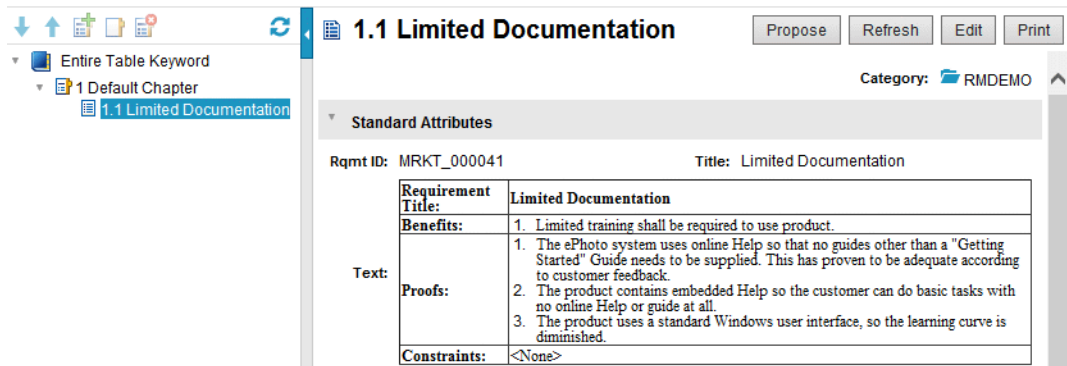 Entire Table Keyword
1 Default Chapter
1.1 Limited Documentation
1.1 Limited Documentation
Propose
Refresh
Edit
Print
Category: RMDEMO
Standard Attributes
Rqmt ID: MRKT_000041
Title: Limited Documentation
Text:
Requirement
Title:
Limited Documentation
Benefits:
1. Limited training shall be required to use product.
Proofs:
1. The ePhoto system uses online Help so that no guides other than a "Getting
Started" Guide needs to be supplied. This has proven to be adequate according
to customer feedback.
2. The product contains embedded Help so the customer can do basic tasks with
no online Help or guide at all.
3. The product uses a standard Windows user interface, so the learning curve is
diminished.
Constraints:
<None>